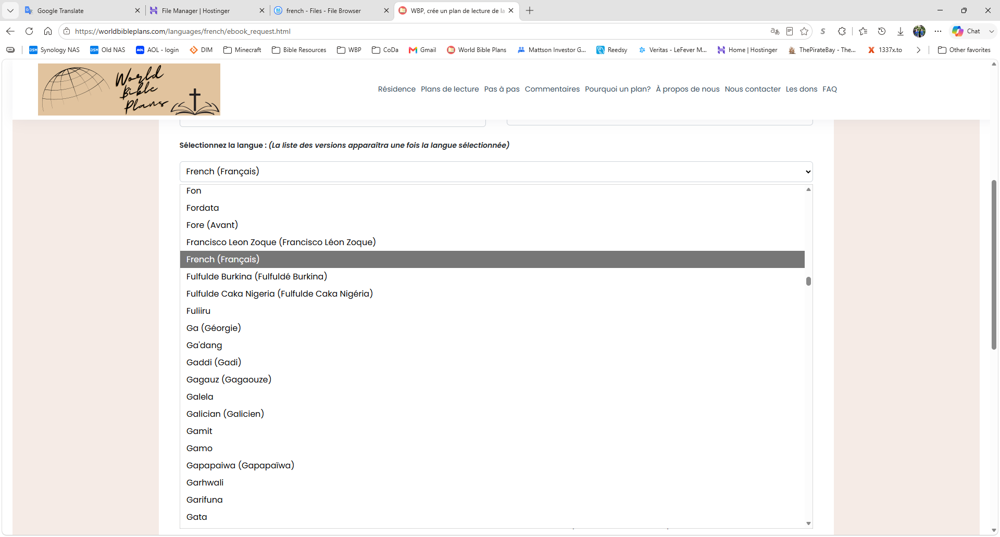 Google Translate
File Manager | Hostinger
french - Files - File Browser
WBP, crée un plan de lecture de la
https://worldbibleplans.com/languages/french/ebook_request.html
Chat
Synology NAS
Old NAS
AOL - login
DIM
Minecraft
Bible Resources
WBP
CoDa
Gmail
World Bible Plans
Mattson Investor G...
Reedsy
Veritas - LeFever M...
Home | Hostinger
ThePirateBay - The...
1337x.to
Other favorites
World
Bible
Plans
Résidence Plans de lecture Pas à pas Commentaires Pourquoi un plan? À propos de nous Nous contacter Les dons FAQ
Sélectionnez la langue : (La liste des versions apparaîtra une fois la langue sélectionnée)
French (Français)
Fon
Fordata
Fore (Avant)
Francisco Leon Zoque (Francisco Léon Zoque)
French (Français)
Fulfulde Burkina (Fulfuldé Burkina)
Fulfulde Caka Nigeria (Fulfulde Caka Nigéria)
Fuliiru
Ga (Géorgie)
Ga'dang
Gaddi (Gadi)
Gagauz (Gagaouze)
Galela
Galician (Galicien)
Gamit
Gamo
Gapapaiwa (Gapapaïwa)
Garhwali
Garifuna
Gata